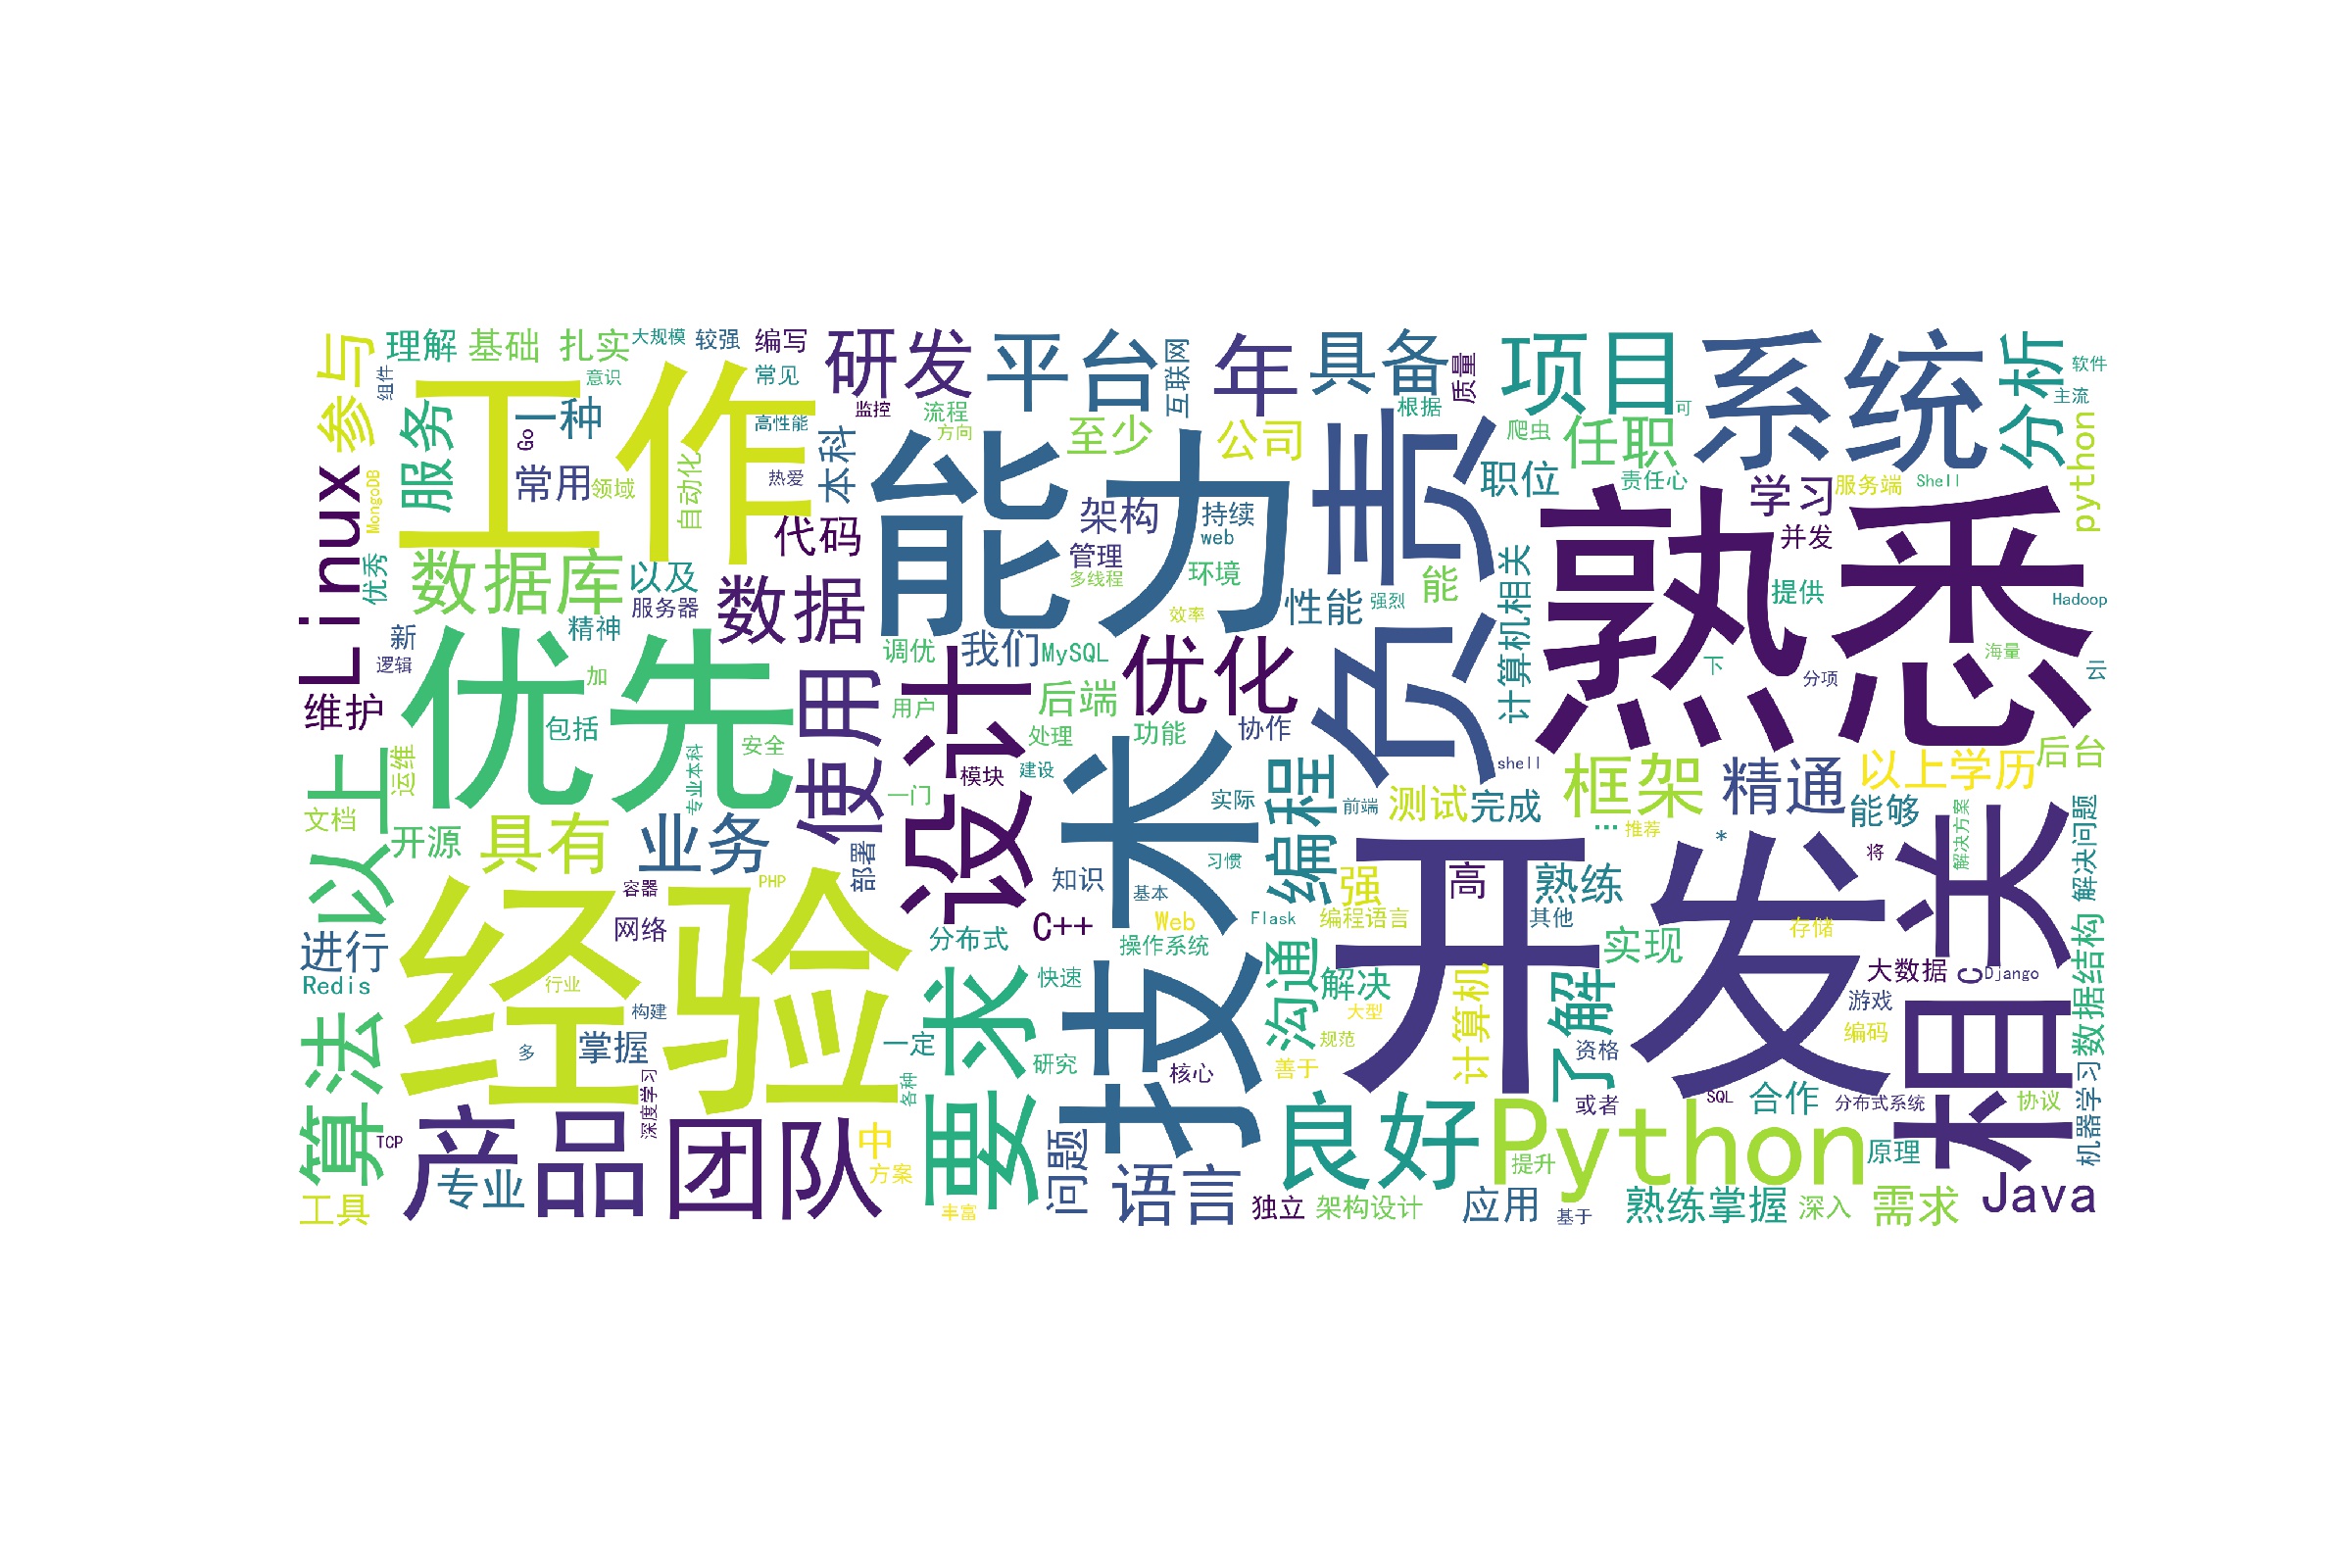 参与
理解
基础
扎实
大规模
较强
编写
研发
平台
互联网
年
具备
质量
项目
系统
分析
软件
组件
意识
常见
工作
一种
服务
Go
常用
领域
MongoDB
Linux
高性能
监控
流程
方向
自动化
热爱
本科
代码
能力
至少
公司
根据
负责
爬虫
任职
可
主流
职位
责任心
学习
服务端
Shell
python
架构
持续
web
管理
多线程
环境
并发
熟悉
提供
Hadoop
优秀
数据库
以及
服务器
精神
数据
性能
能
强烈
效率
计算机相关
新
逻辑
维护
优先
加
包括
安全
专业本科
使用
调优
我们
MySQL
优化
后端
用户
设计
处理
功能
协作
下
分项
海量
云
以上
运维
文档
开源
具有
业务
部署
一门
模块
建设
技术
实际
编程
前端
shell
测试
完成
框架
精通
以上学历
能够
后台
...
推荐
*
将
解决方案
解决问题
相关
进行
Redis
经验
容器
PHP
网络
行业
构建
多
掌握
深度学习
知识
习惯
基本
C++
Web
Flask
强
编程语言
高
熟练
其他
开发
实现
存储
分布式
快速
操作系统
沟通
解决
大型
规范
计算机
了解
大数据
C
Django
游戏
编码
数据结构
算法
TCP
工具
产品
专业
团队
中
方案
各种
一定
要求
研究
核心
善于
资格
或者
SQL
合作
分布式系统
协议
机器学习
丰富
问题
语言
良好
独立
架构设计
Python
提升
应用
基于
熟练掌握
原理
深入
需求
Java